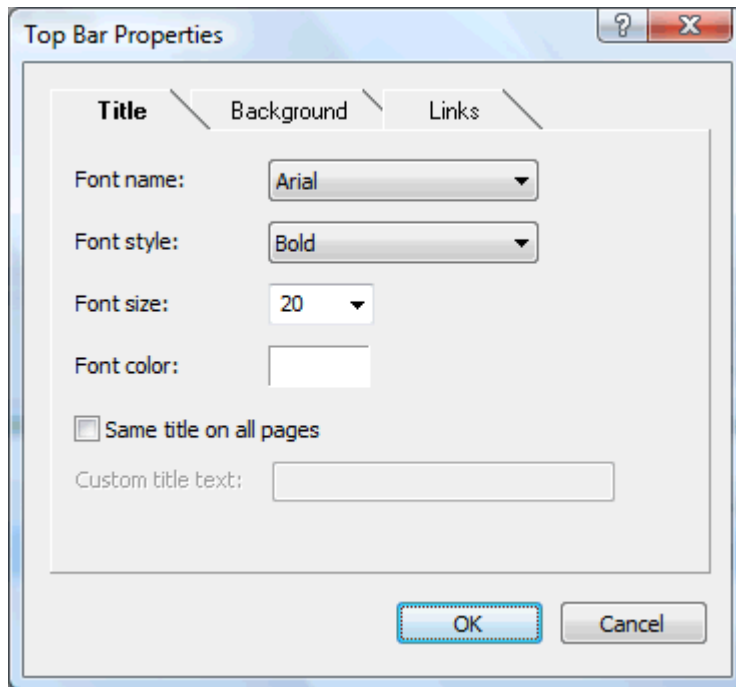 Top Bar Properties ?
Title Background Links
Font name: Arial
Font style: Bold
Font size: 20
Font color:
Same title on all pages
Custom title text:
OK Cancel